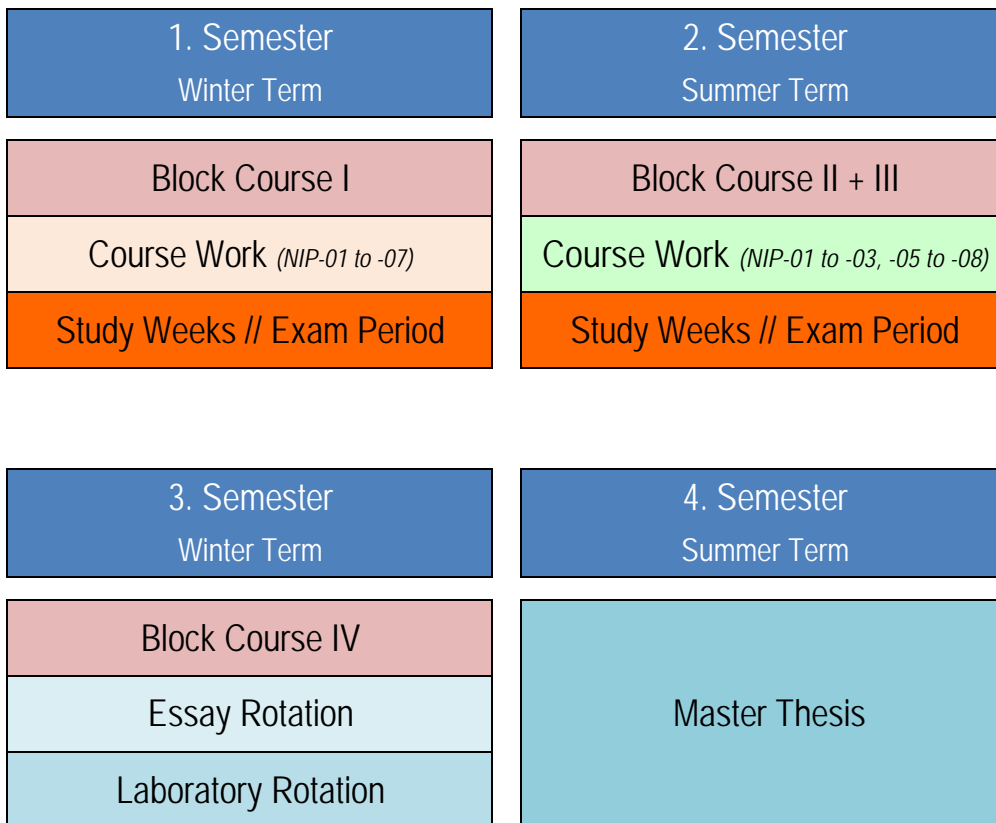 1. Semester
Winter Term
2. Semester
Summer Term
Block Course I
Block Course II + III
Course Work (NIP-01 to -07)
Course Work (NIP-01 to -03, -05 to -08)
Study Weeks // Exam Period
Study Weeks // Exam Period
3. Semester
Winter Term
4. Semester
Summer Term
Block Course IV
Essay Rotation
Laboratory Rotation
Master Thesis